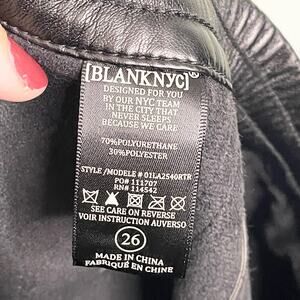 [BLANKNYC]®
DESIGNED FOR YOU
BY OUR NYC TEAM
IN THE CITY THAT
NEVER SLEEPS
BECAUSE WE CARE
70%POLYURETHANE
30%POLYESTER
STYLE/MODELE # 01LA2540RTR
PO# 111707
RN# 114542
SEE CARE ON REVERSE
VOIR INSTRUCTION AUVERSO
26
MADE IN CHINA
FABRIQUÉ EN CHINE